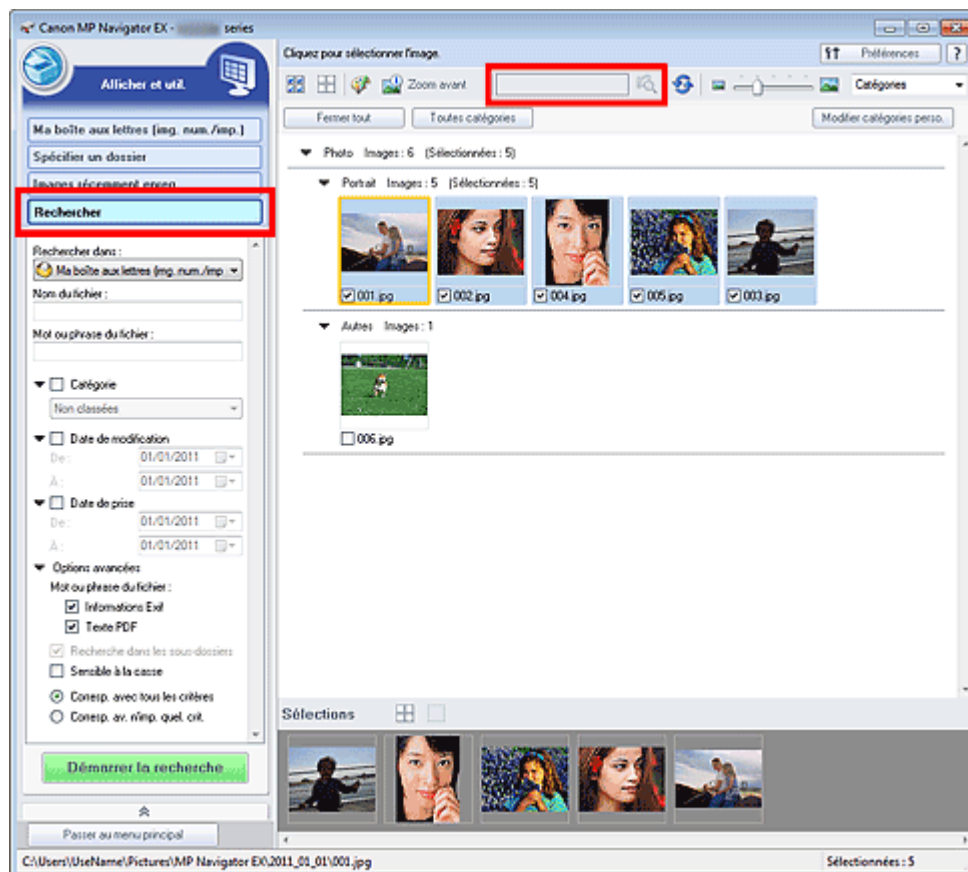 Canon MP Navigator EX - series
Afficher et util.
Ma boîte aux lettres [img. num./imp.]
Spécifier un dossier
Images récemment enreg.
Rechercher
Rechercher dans :
Ma boîte aux lettres (img. num./imp
Nom du fichier :
Mot ou phrase du fichier :
Catégorie
Non classées
Date de modification
De : 01/01/2011
À : 01/01/2011
Date de prise
De : 01/01/2011
À : 01/01/2011
Options avancées
Mot ou phrase du fichier :
Informations Exif
Texte PDF
Recherche dans les sous-dossiers
Sensible à la casse
Corresp. avec tous les critères
Corresp. av. n'imp. quel. crit.
Démarrer la recherche
Passer au menu principal
Cliquez pour sélectionner l'image.
Préférences ?
Zoom avant
Catégories
Fermer tout Toutes catégories Modifier catégories perso.
Photo Images : 6 (Sélectionnées : 5)
Portrait Images : 5 (Sélectionnées : 5)
001.jpg 002.jpg 004.jpg 005.jpg 003.jpg
Autres Images : 1
006.jpg
Sélections
C:\Users\UseName\Pictures\MP Navigator EX\2011_01_01\001.jpg Sélectionnées : 5